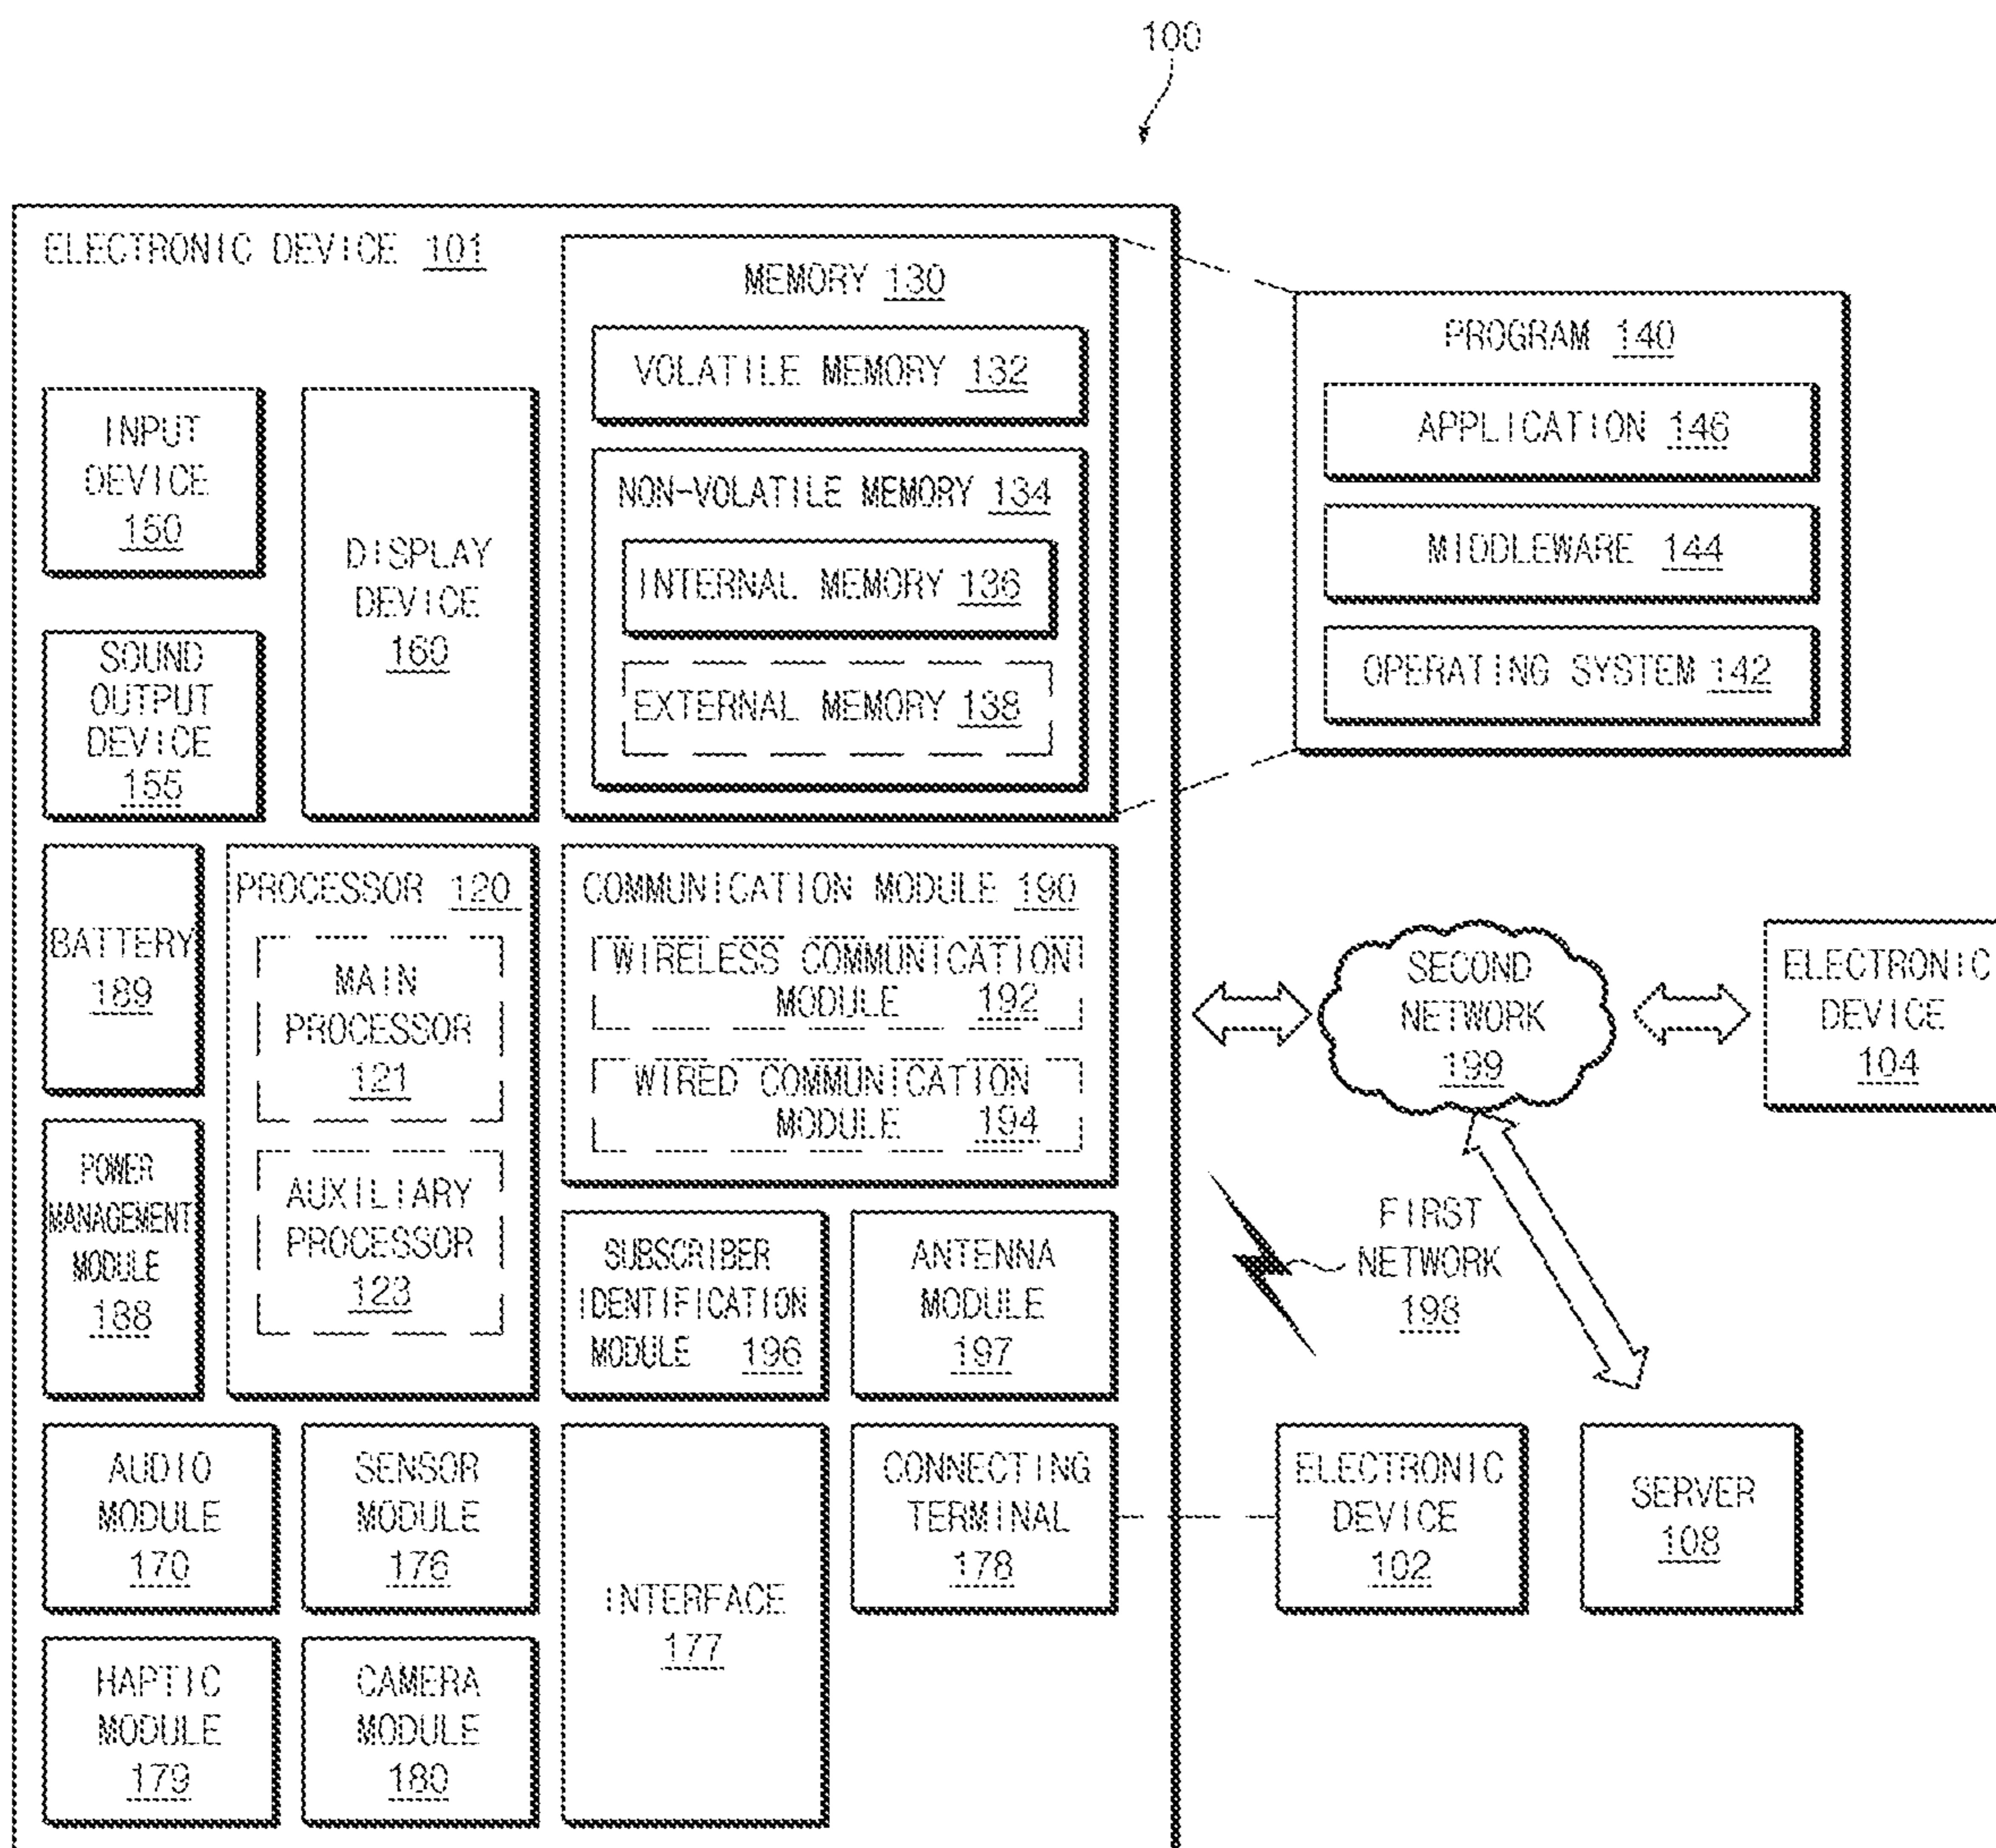 100
ELECTRONIC DEVICE 101
MEMORY 130
VOLATILE MEMORY 132
NON-VOLATILE MEMORY 134
INTERNAL MEMORY 136
EXTERNAL MEMORY 138
PROGRAM 140
APPLICATION 146
MIDDLEWARE 144
OPERATING SYSTEM 142
INPUT
DEVICE
150
SOUND
OUTPUT
DEVICE
155
DISPLAY
DEVICE
160
BATTERY
189
POWER
MANAGEMENT
MODULE
188
PROCESSOR 120
MAIN
PROCESSOR
121
AUXILIARY
PROCESSOR
123
COMMUNICATION MODULE 190
WIRELESS COMMUNICATION
MODULE 192
WIRED COMMUNICATION
MODULE 194
SUBSCRIBER
IDENTIFICATION
MODULE 196
ANTENNA
MODULE
197
SECOND
NETWORK
199
ELECTRONIC
DEVICE
104
FIRST
NETWORK
198
AUDIO
MODULE
170
SENSOR
MODULE
176
INTERFACE
177
CONNECTING
TERMINAL
178
ELECTRONIC
DEVICE
102
SERVER
108
HAPTIC
MODULE
179
CAMERA
MODULE
180